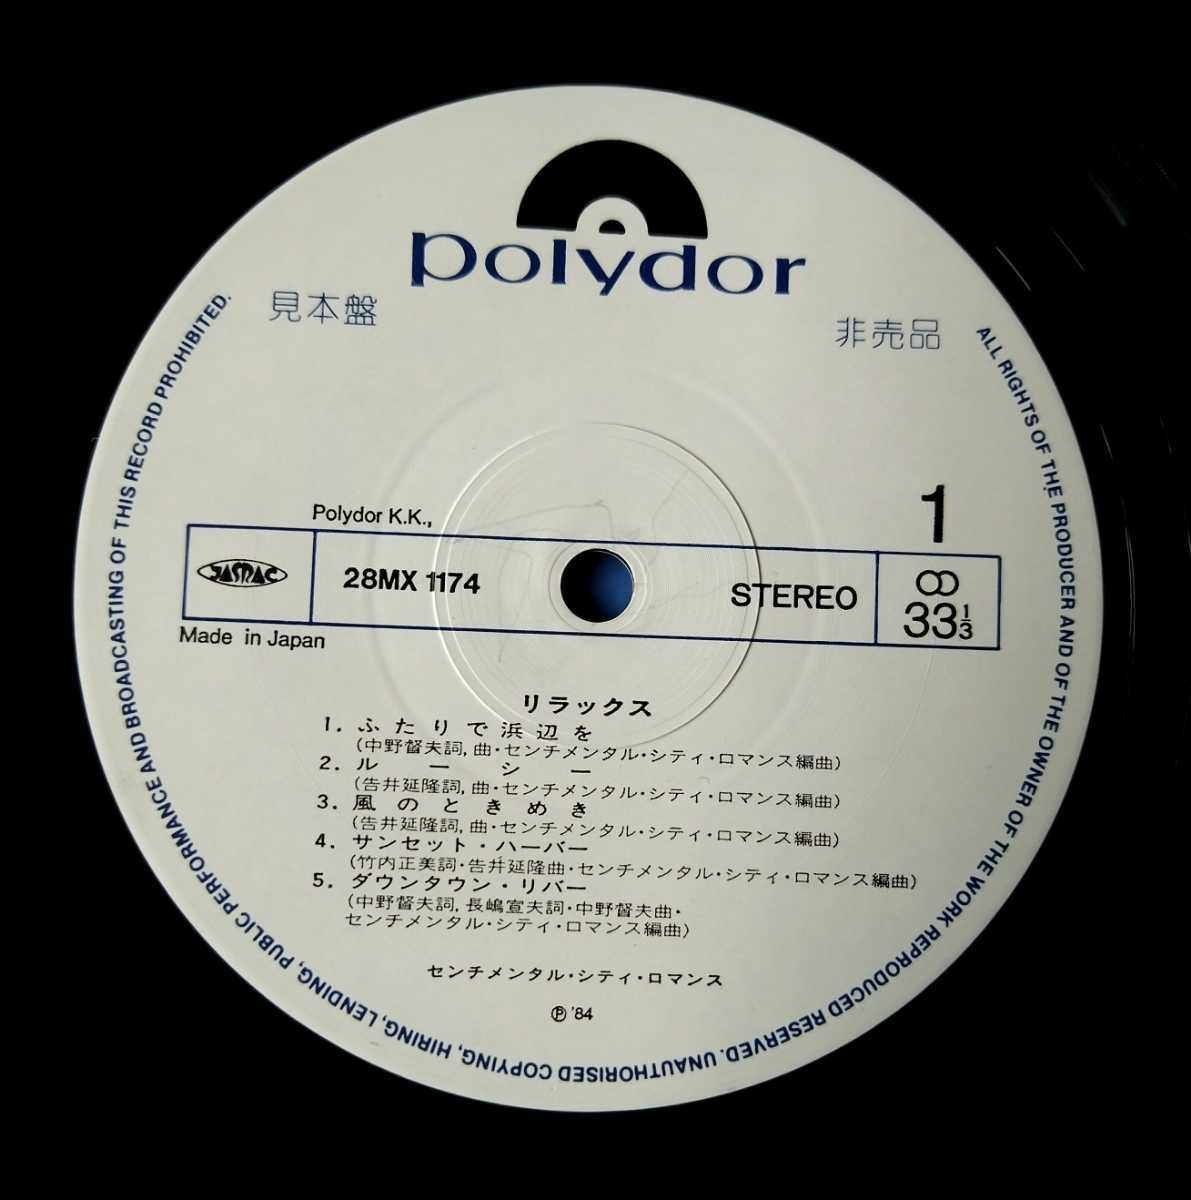 polydor
見本盤
非売品
1
Polydor K.K.,
JASRAC
28MX 1174
STEREO
33 1/3
Made in Japan
リラックス
1. ふたりで浜辺を
(中野督夫詞, 曲・センチメンタル・シティ・ロマンス編曲)
2. ルーシー
(告井延隆詞, 曲・センチメンタル・シティ・ロマンス編曲)
3. 風のときめき
(告井延隆詞, 曲・センチメンタル・シティ・ロマンス編曲)
4. サンセット・ハーバー
(竹内正美詞・告井延隆曲・センチメンタル・シティ・ロマンス編曲)
5. ダウンタウン・リバー
(中野督夫詞, 長嶋宣夫詞・中野督夫曲・
センチメンタル・シティ・ロマンス編曲)
センチメンタル・シティ・ロマンス
Ⓟ '84
ALL RIGHTS OF THE PRODUCER AND OF THE OWNER OF THE WORK REPRODUCED RESERVED. UNAUTHORISED COPYING, HIRING, LENDING, PUBLIC PERFORMANCE AND BROADCASTING OF THIS RECORD PROHIBITED.